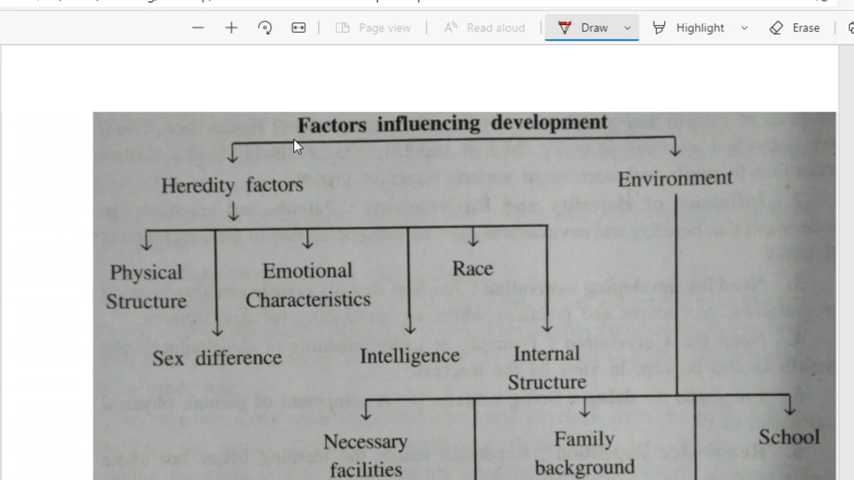 Page view
Read aloud
Draw
Highlight
Erase
Factors influencing development
Heredity factors
Environment
Physical
Structure
Emotional
Characteristics
Race
Sex difference
Intelligence
Internal
Structure
Necessary
facilities
Family
background
School